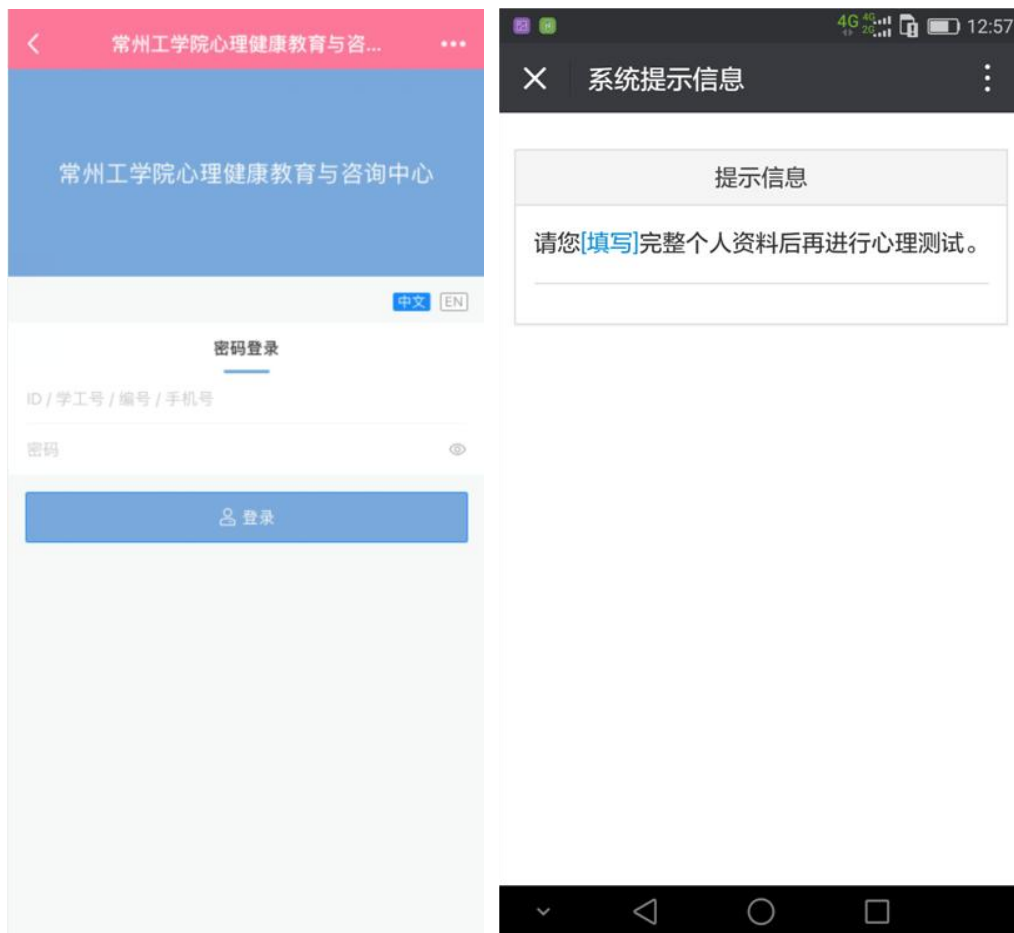 常州工学院心理健康教育与咨...
常州工学院心理健康教育与咨询中心
中文 EN
密码登录
ID / 学工号 / 编号 / 手机号
密码
登录
4G 4G 2G 12:57
系统提示信息
提示信息
请您[填写]完整个人资料后再进行心理测试。